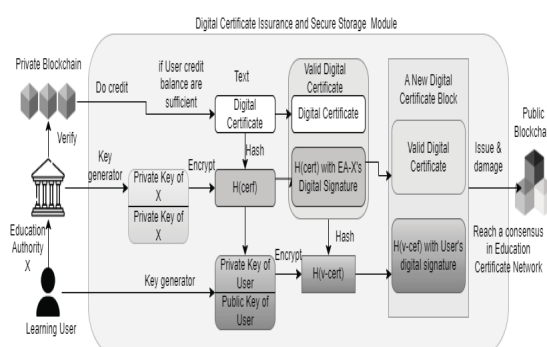 Digital Certificate Issurance and Secure Storage Module
Private Blockchain
Do credit
if User credit
balance are
sufficient
Text
Digital
Certificate
Valid Digital
Certificate
Digital Certificate
A New Digital
Certificate Block
Valid Digital
Certificate
Public
Blockcha
Verify
Key
generator
Private Key of
X
Private Key of
X
Encrypt
Hash
H(cerf)
H(cert) with EA-X's
Digital Signature
Issue &
damage
Education
Authority
X
Key generator
Private Key of
User
Public Key of
User
Encrypt
Hash
H(v-cert)
H(v-cef) with User's
digital signature
Reach a consensus
in Education
Certificate Network
Learning User